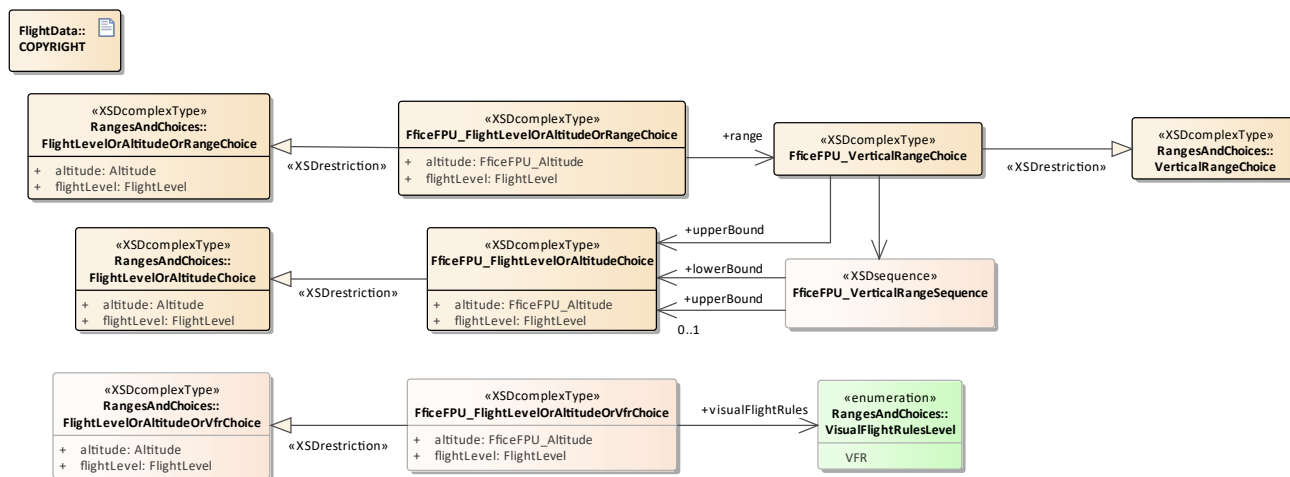 FlightData::
COPYRIGHT
«XSDcomplexType»
RangesAndChoices::
FlightLevelOrAltitudeOrRangeChoice
+ altitude: Altitude
+ flightLevel: FlightLevel
«XSDrestriction»
«XSDcomplexType»
FficeFPU_FlightLevelOrAltitudeOrRangeChoice
+ altitude: FficeFPU_Altitude
+ flightLevel: FlightLevel
+range
«XSDcomplexType»
FficeFPU_VerticalRangeChoice
«XSDrestriction»
«XSDcomplexType»
RangesAndChoices::
VerticalRangeChoice
«XSDcomplexType»
RangesAndChoices::
FlightLevelOrAltitudeChoice
+ altitude: Altitude
+ flightLevel: FlightLevel
«XSDrestriction»
«XSDcomplexType»
FficeFPU_FlightLevelOrAltitudeChoice
+ altitude: FficeFPU_Altitude
+ flightLevel: FlightLevel
+upperBound
+lowerBound
+upperBound
0..1
«XSDsequence»
FficeFPU_VerticalRangeSequence
«XSDcomplexType»
RangesAndChoices::
FlightLevelOrAltitudeOrVfrChoice
+ altitude: Altitude
+ flightLevel: FlightLevel
«XSDrestriction»
«XSDcomplexType»
FficeFPU_FlightLevelOrAltitudeOrVfrChoice
+ altitude: FficeFPU_Altitude
+ flightLevel: FlightLevel
+visualFlightRules
«enumeration»
RangesAndChoices::
VisualFlightRulesLevel
VFR